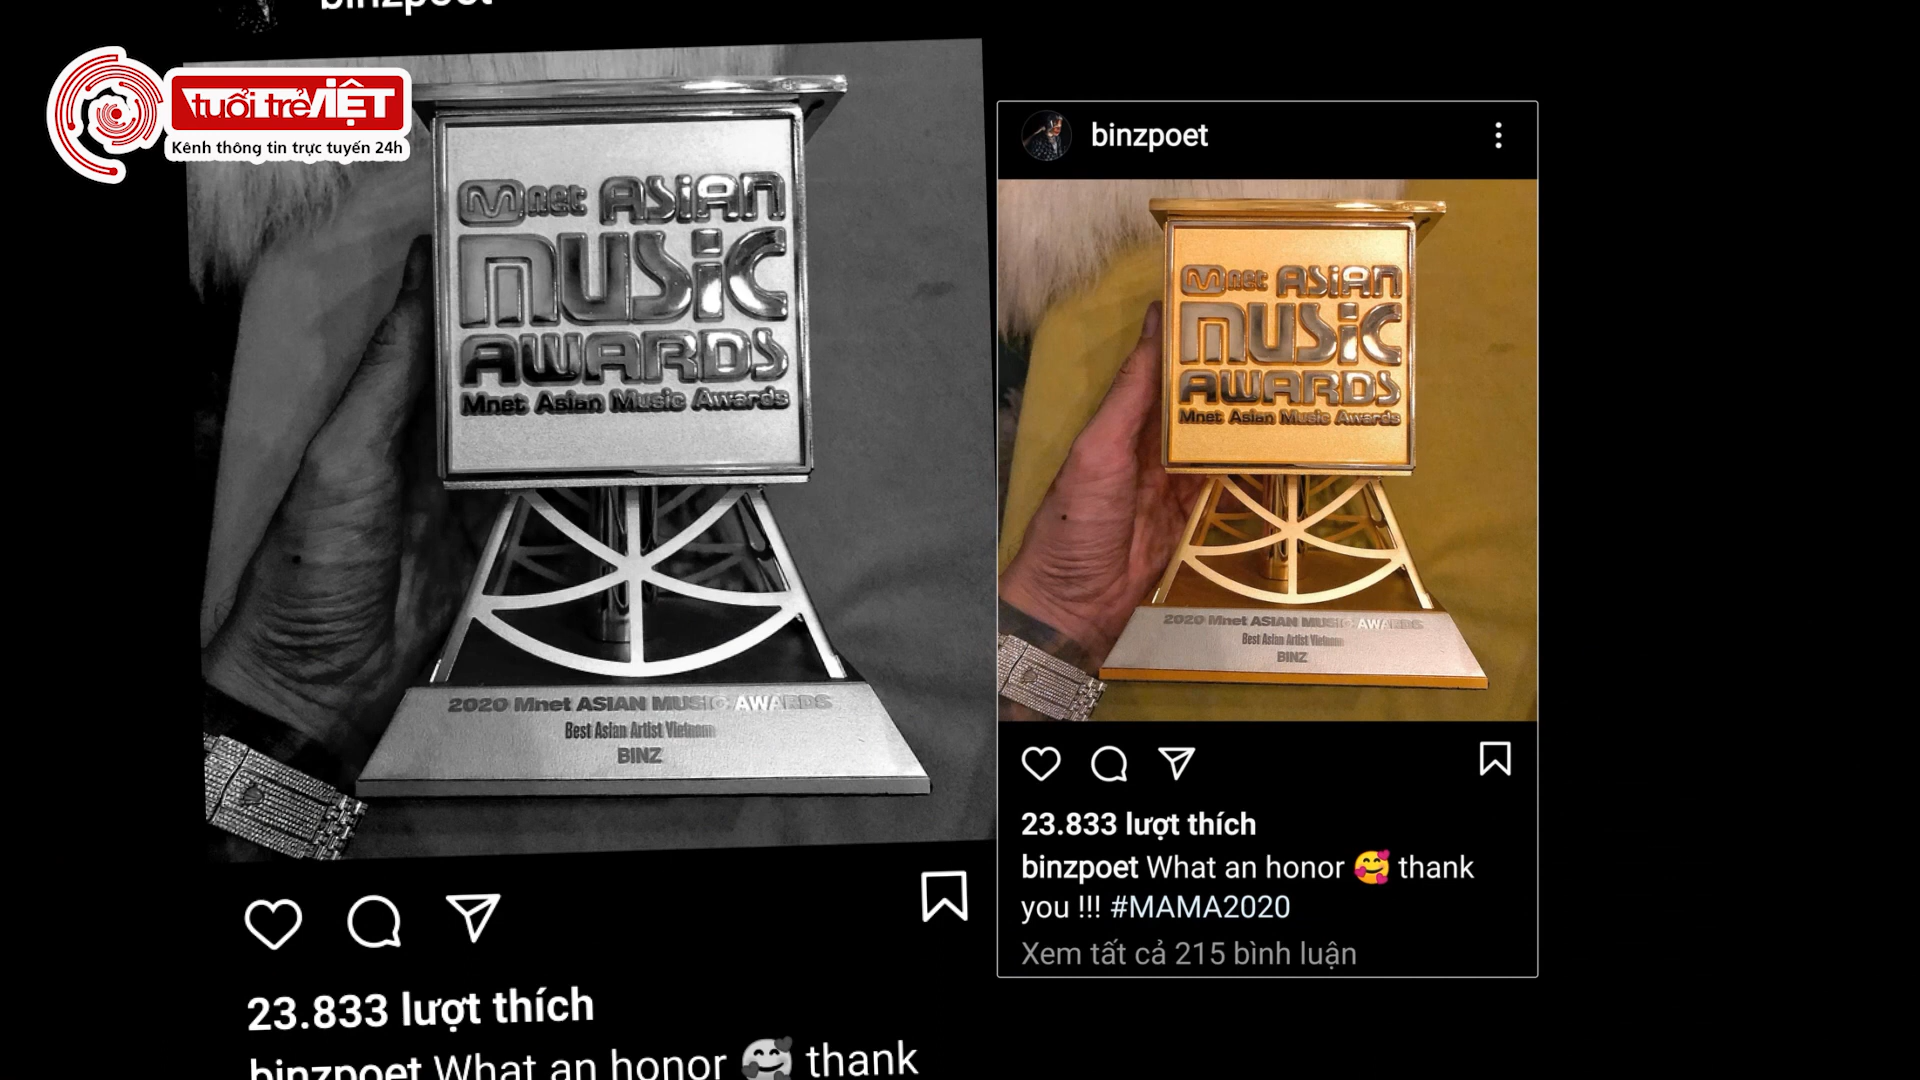 binzpoet
tuổi trẻ VIỆT
Kênh thông tin trực tuyến 24h
Mnet ASiAN
MUSiC
AWARDS
Mnet Asian Music Awards
2020 Mnet ASIAN MUSIC AWARDS
Best Asian Artist Vietnam
BINZ
23.833 lượt thích
binzpoet What an honor 🥰 thank
binzpoet
Mnet ASiAN
MUSiC
AWARDS
Mnet Asian Music Awards
2020 Mnet ASIAN MUSIC AWARDS
Best Asian Artist Vietnam
BINZ
23.833 lượt thích
binzpoet What an honor 🥰 thank
you !!! #MAMA2020
Xem tất cả 215 bình luận